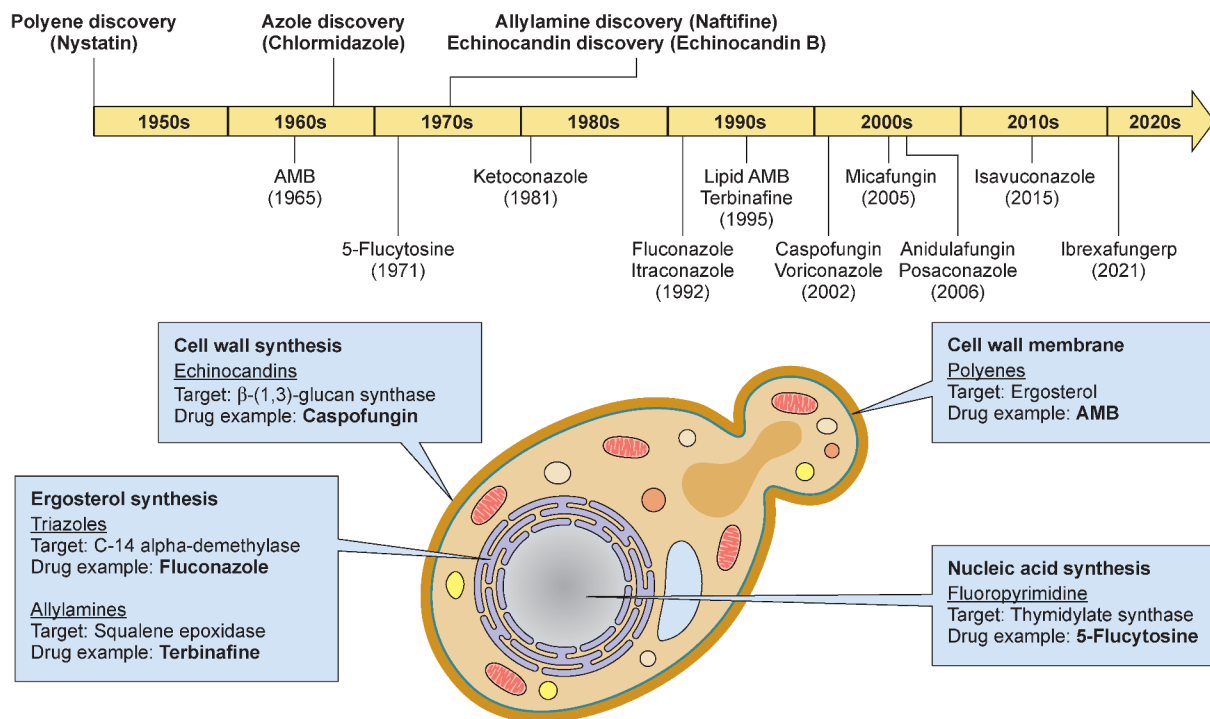 Polyene discovery
(Nystatin)
Azole discovery
(Chlormidazole)
Allylamine discovery (Naftifine)
Echinocandin discovery (Echinocandin B)
1950s
1960s
1970s
1980s
1990s
2000s
2010s
2020s
AMB
(1965)
Ketoconazole
(1981)
Lipid AMB
Terbinafine
(1995)
Micafungin
(2005)
Isavuconazole
(2015)
5-Flucytosine
(1971)
Fluconazole
Itraconazole
(1992)
Caspofungin
Voriconazole
(2002)
Anidulafungin
Posaconazole
(2006)
Ibrexafungerp
(2021)
Cell wall synthesis
Echinocandins
Target: β-(1,3)-glucan synthase
Drug example: Caspofungin
Cell wall membrane
Polyenes
Target: Ergosterol
Drug example: AMB
Ergosterol synthesis
Triazoles
Target: C-14 alpha-demethylase
Drug example: Fluconazole
Allylamines
Target: Squalene epoxidase
Drug example: Terbinafine
Nucleic acid synthesis
Fluoropyrimidine
Target: Thymidylate synthase
Drug example: 5-Flucytosine